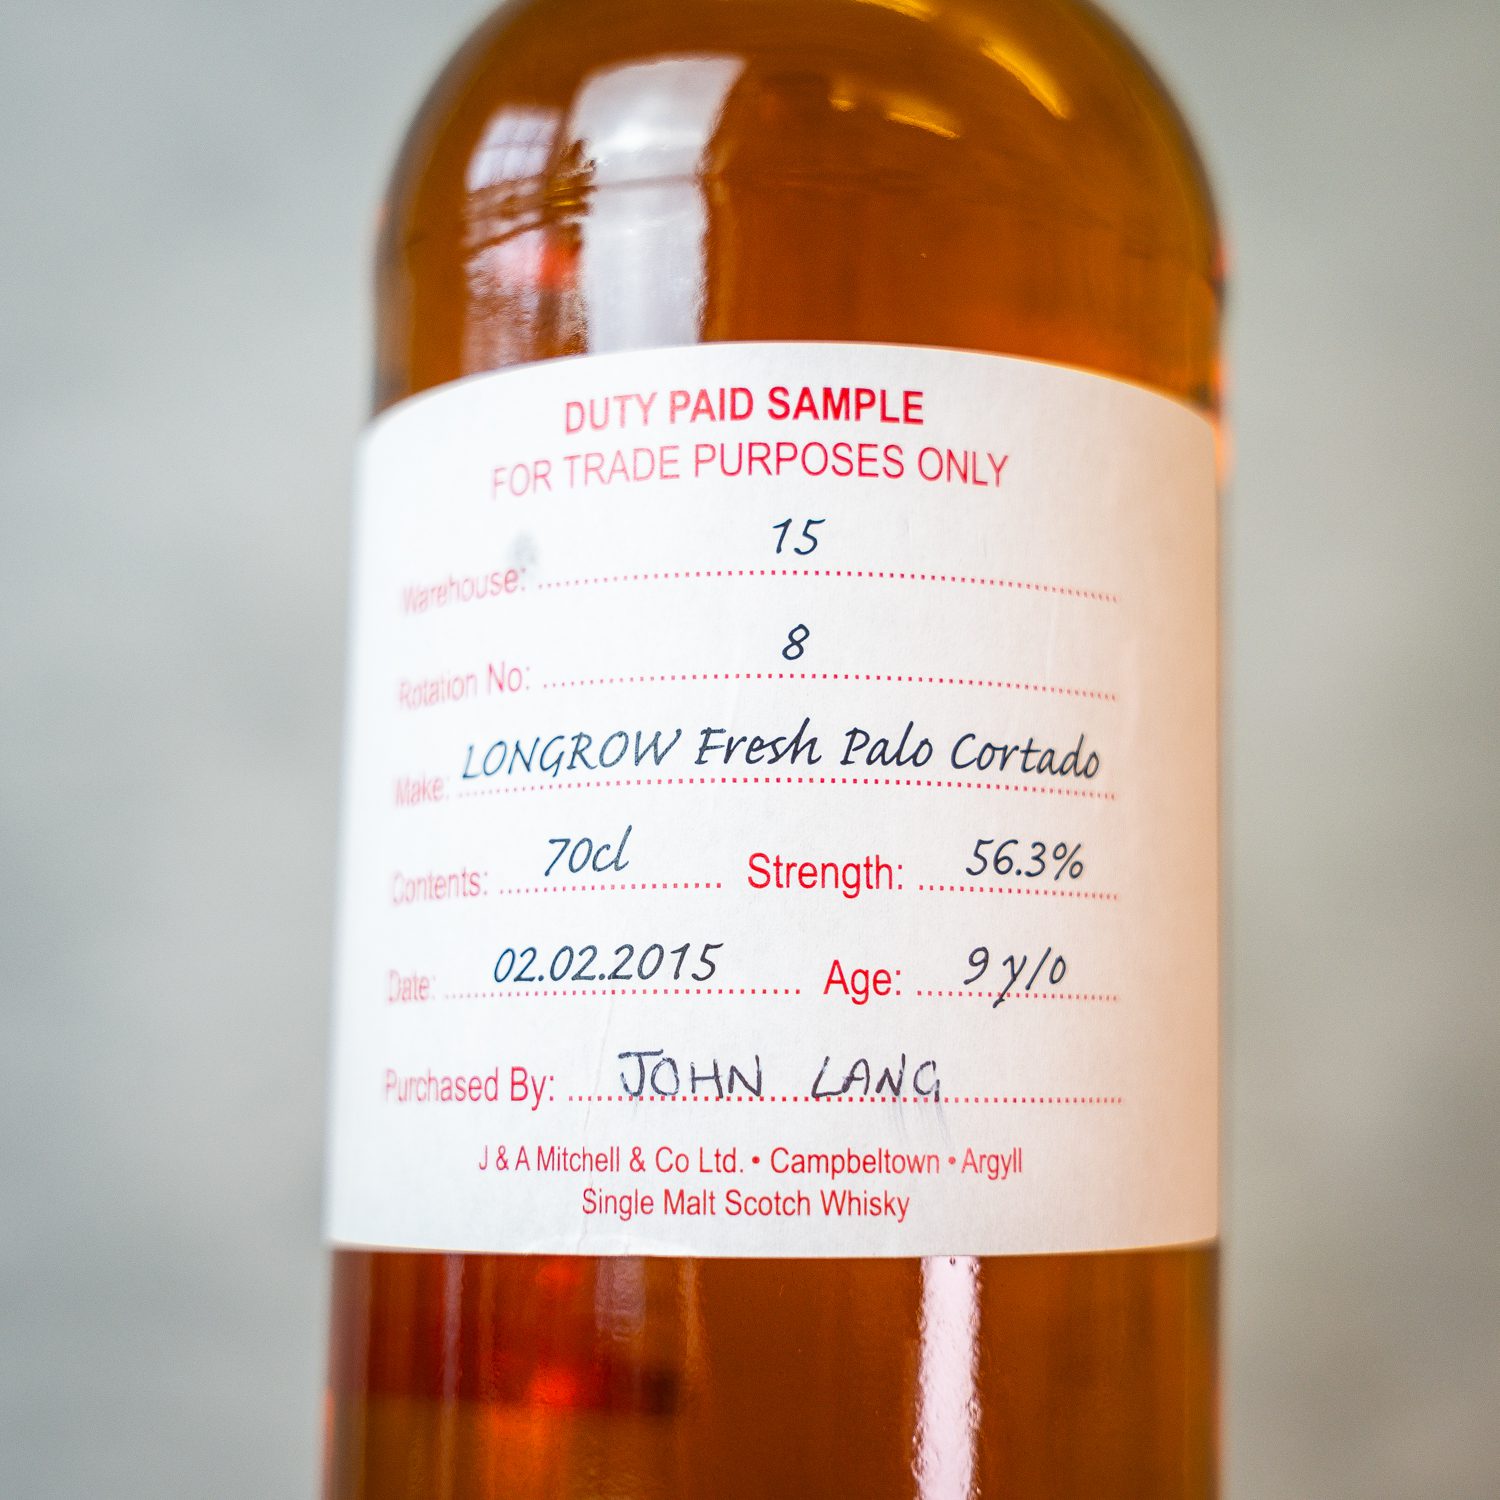 DUTY PAID SAMPLE
FOR TRADE PURPOSES ONLY
Warehouse: 15
Rotation No: 8
Make: LONGROW Fresh Palo Cortado
Contents: 70cl Strength: 56.3%
Date: 02.02.2015 Age: 9 y/o
Purchased By: JOHN LANG
J & A Mitchell & Co Ltd. • Campbeltown • Argyll
Single Malt Scotch Whisky